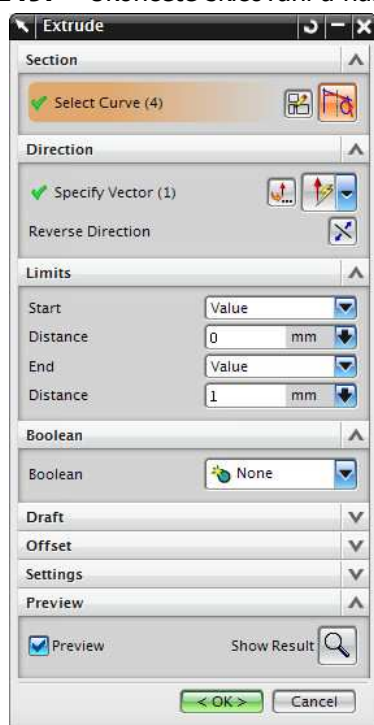 Extrude
Section
Select Curve (4)
Direction
Specify Vector (1)
Reverse Direction
Limits
Start Value
Distance 0 mm
End Value
Distance 1 mm
Boolean
Boolean None
Draft
Offset
Settings
Preview
Preview Show Result
< OK > Cancel